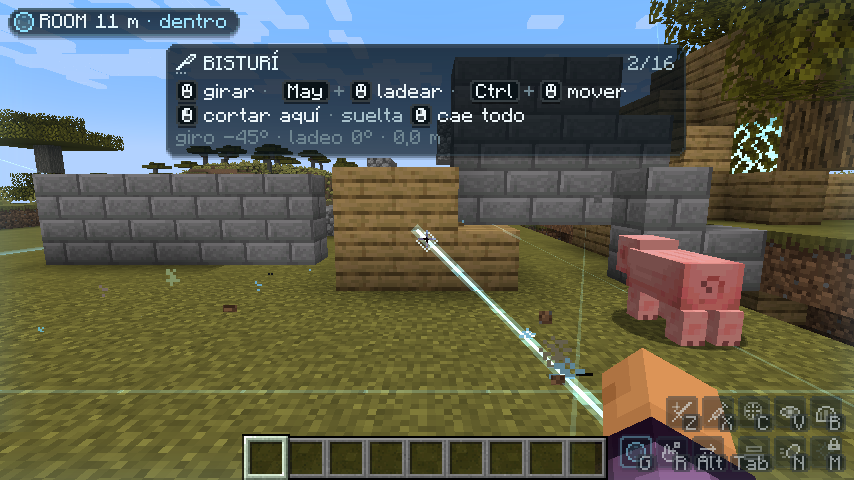 ROOM 11 m · dentro
BISTURÍ 2/16
girar · May + ladear · Ctrl + mover
cortar aquí · suelta cae todo
giro −45° · ladeo 0° · 0,0 m
Z X C V B
G R Alt Tab N M